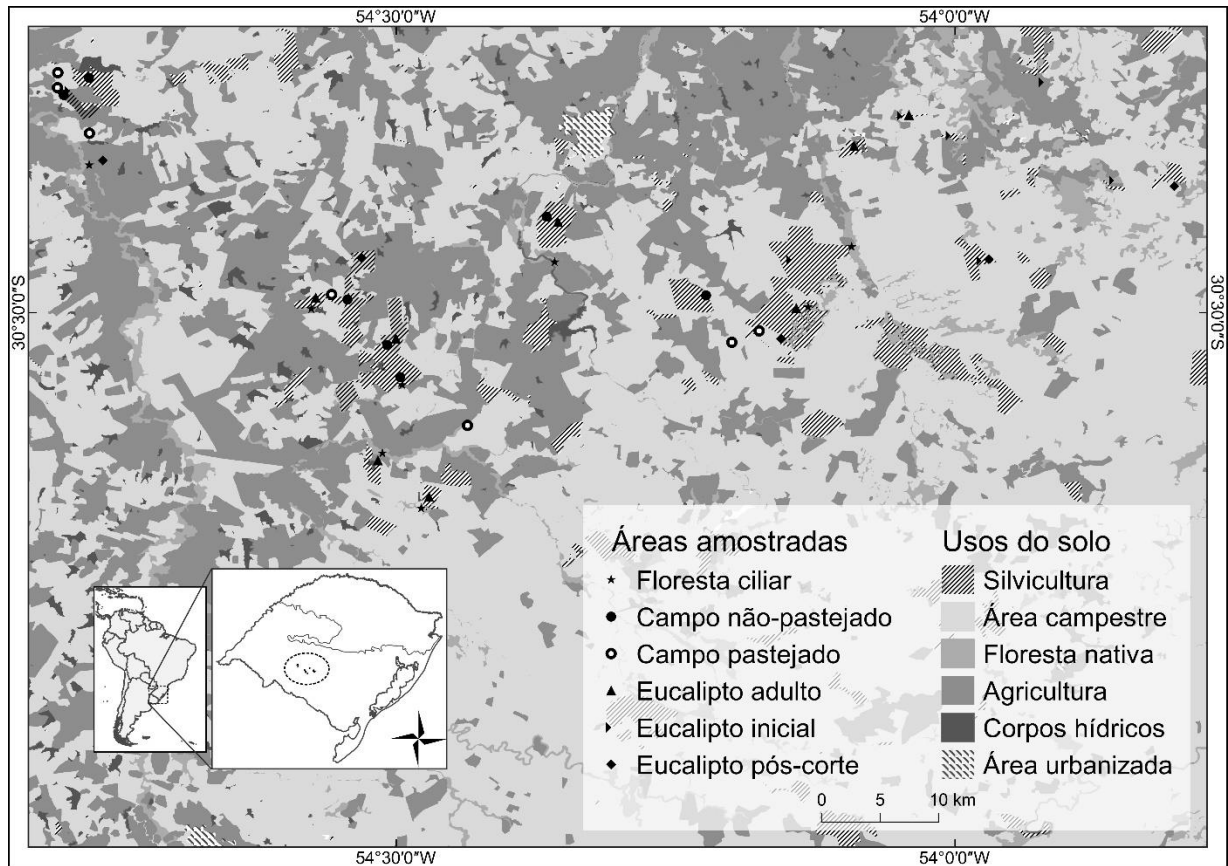 54°30'0"W 54°0'0"W
30°30'0"S
30°30'0"S
Áreas amostradas
Floresta ciliar
Campo não-pastejado
Campo pastejado
Eucalipto adulto
Eucalipto inicial
Eucalipto pós-corte
Usos do solo
Silvicultura
Área campestre
Floresta nativa
Agricultura
Corpos hídricos
Área urbanizada
0 5 10 km
54°30'0"W 54°0'0"W